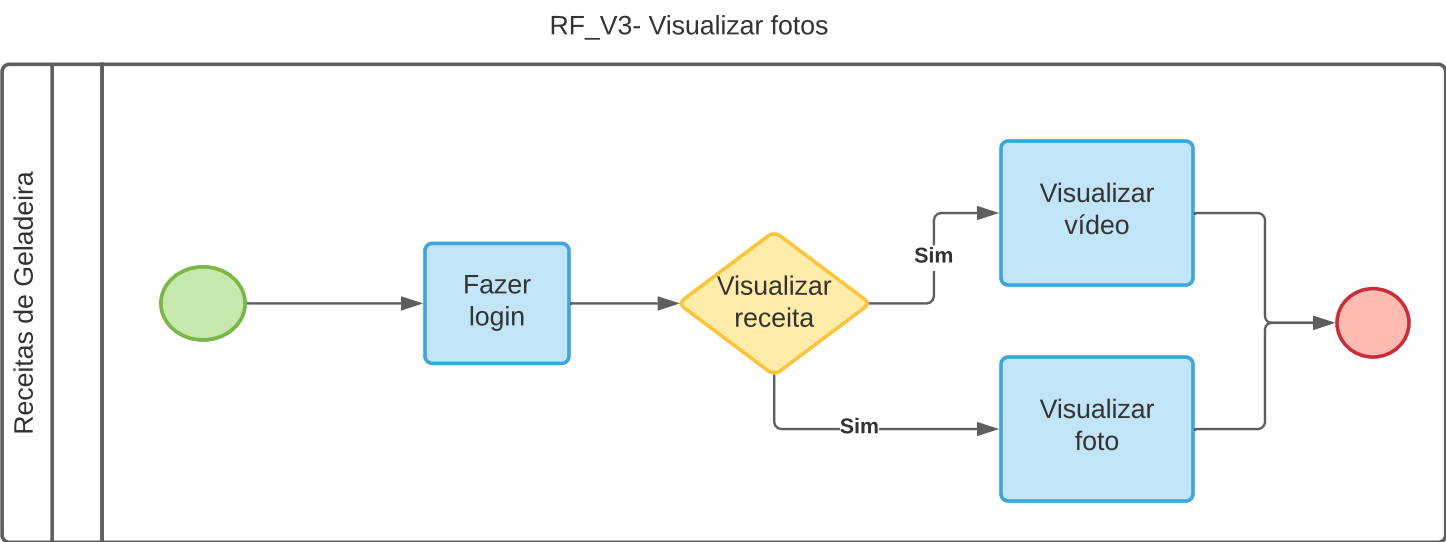 RF_V3- Visualizar fotos
Receitas de Geladeira
Fazer
login
Visualizar
receita
Sim
Visualizar
vídeo
Sim
Visualizar
foto